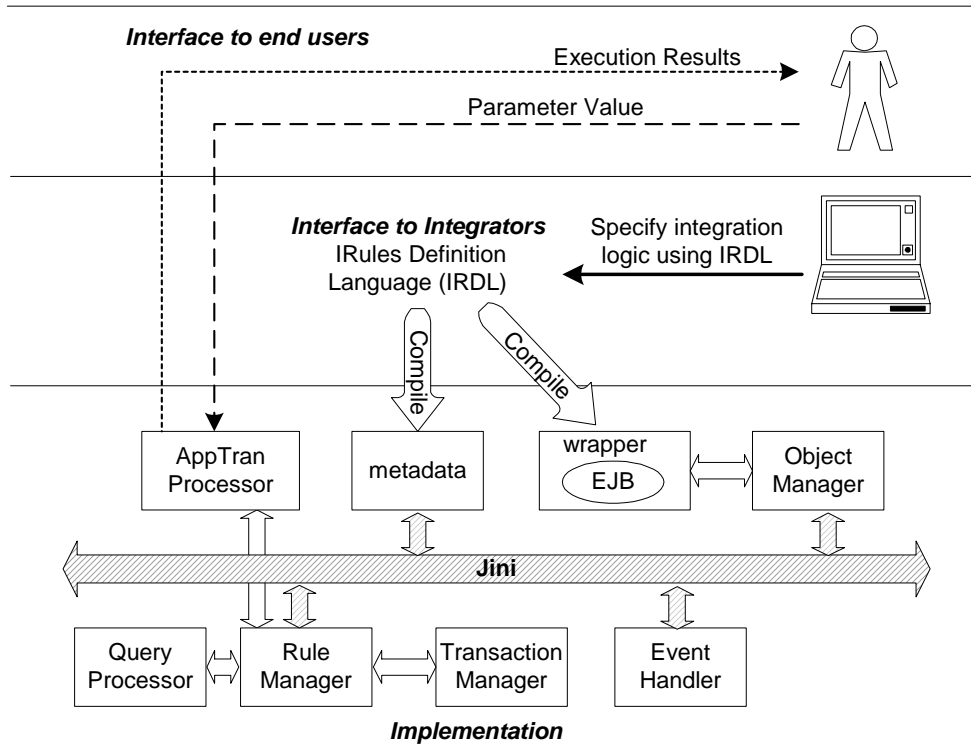 Interface to end users
Execution Results
Parameter Value
Interface to Integrators
IRules Definition
Language (IRDL)
Specify integration
logic using IRDL
Compile
Compile
AppTran
Processor
metadata
wrapper
EJB
Object
Manager
Jini
Query
Processor
Rule
Manager
Transaction
Manager
Event
Handler
Implementation